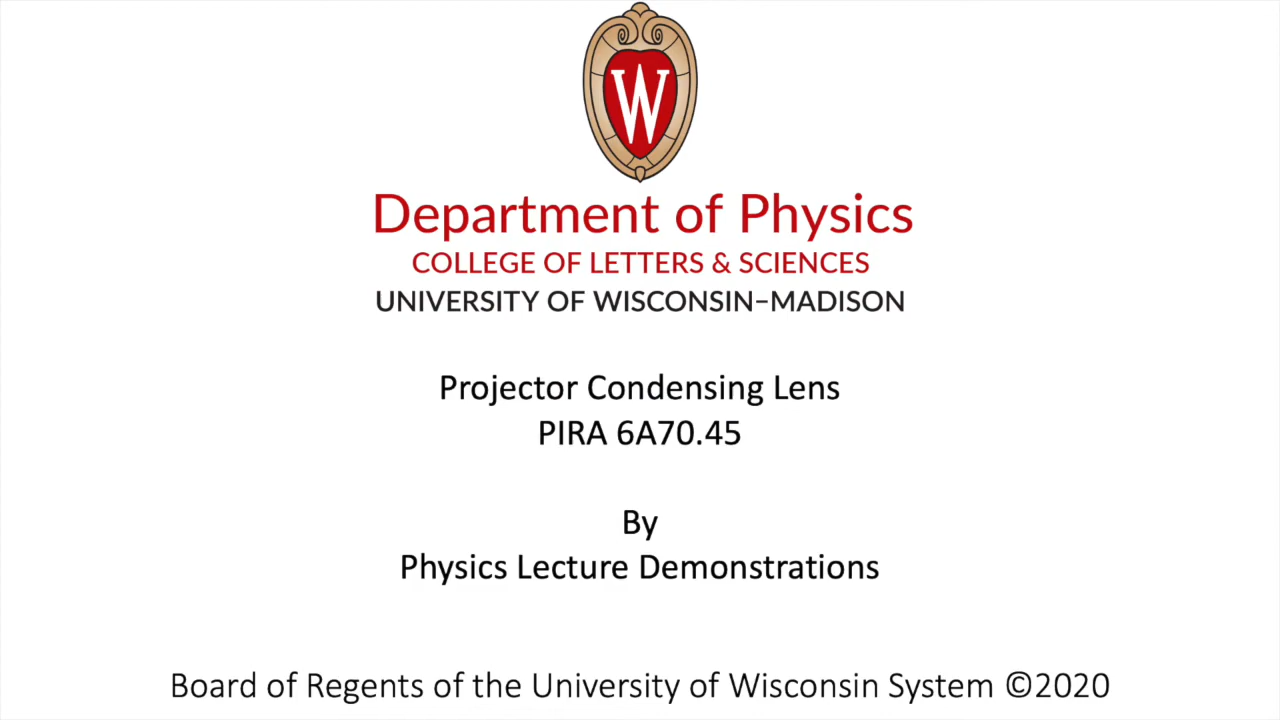 W
Department of Physics
COLLEGE OF LETTERS & SCIENCES
UNIVERSITY OF WISCONSIN–MADISON
Projector Condensing Lens
PIRA 6A70.45
By
Physics Lecture Demonstrations
Board of Regents of the University of Wisconsin System ©2020